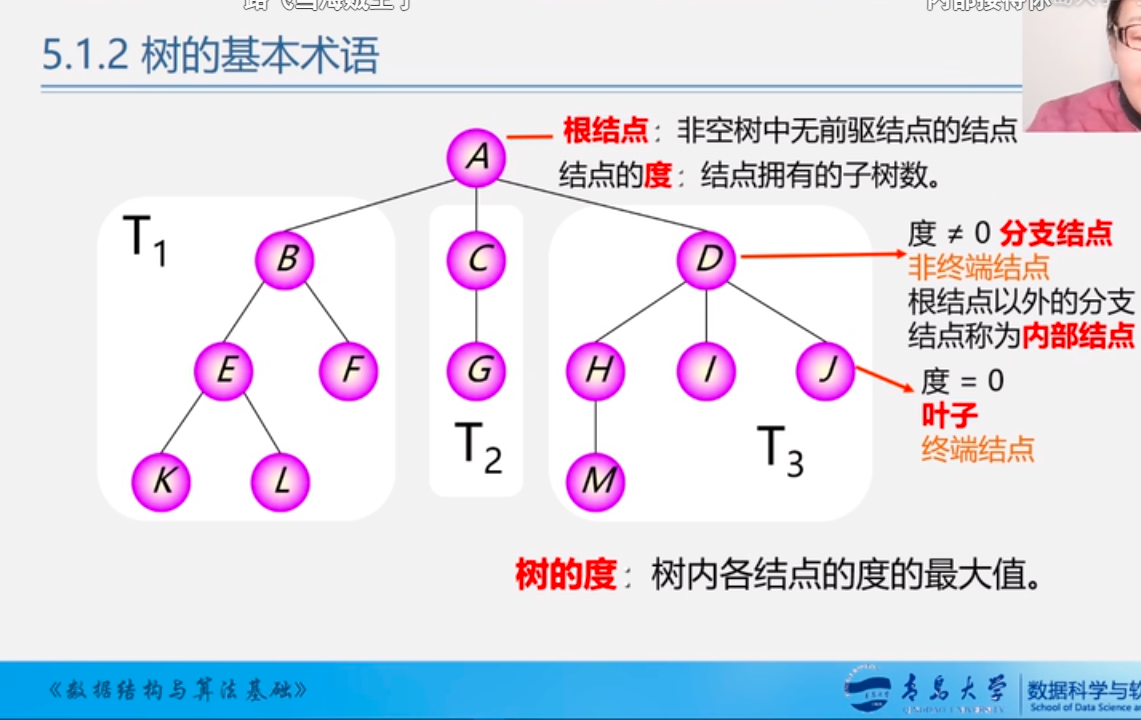 5.1.2 树的基本术语
A
根结点：非空树中无前驱结点的结点
结点的度：结点拥有的子树数。
T1
B
C
D
度 ≠ 0 分支结点
非终端结点
根结点以外的分支
结点称为内部结点
E
F
G
H
I
J
度 = 0
叶子
终端结点
T2
T3
K
L
M
树的度：树内各结点的度的最大值。
《数据结构与算法基础》
青岛大学
QINGDAO UNIVERSITY
数据科学与软
School of Data Science a